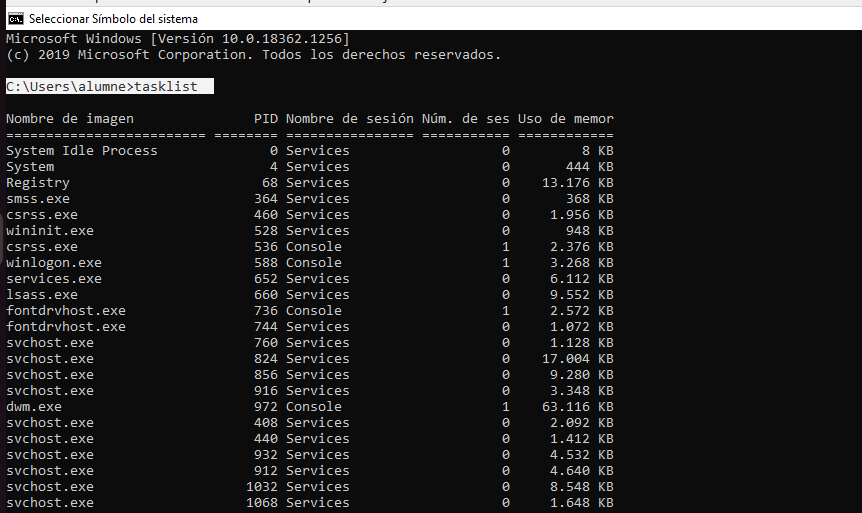 Seleccionar Símbolo del sistema
Microsoft Windows [Versión 10.0.18362.1256]
(c) 2019 Microsoft Corporation. Todos los derechos reservados.
C:\Users\alumne>tasklist
Nombre de imagen PID Nombre de sesión Núm. de ses Uso de memor
========================= ======== ================ =========== ============
System Idle Process 0 Services 0 8 KB
System 4 Services 0 444 KB
Registry 68 Services 0 13.176 KB
smss.exe 364 Services 0 368 KB
csrss.exe 460 Services 0 1.956 KB
wininit.exe 528 Services 0 948 KB
csrss.exe 536 Console 1 2.376 KB
winlogon.exe 588 Console 1 3.268 KB
services.exe 652 Services 0 6.112 KB
lsass.exe 660 Services 0 9.552 KB
fontdrvhost.exe 736 Console 1 2.572 KB
fontdrvhost.exe 744 Services 0 1.072 KB
svchost.exe 760 Services 0 1.128 KB
svchost.exe 824 Services 0 17.004 KB
svchost.exe 856 Services 0 9.280 KB
svchost.exe 916 Services 0 3.348 KB
dwm.exe 972 Console 1 63.116 KB
svchost.exe 408 Services 0 2.092 KB
svchost.exe 440 Services 0 1.412 KB
svchost.exe 932 Services 0 4.532 KB
svchost.exe 912 Services 0 4.640 KB
svchost.exe 1032 Services 0 8.548 KB
svchost.exe 1068 Services 0 1.648 KB